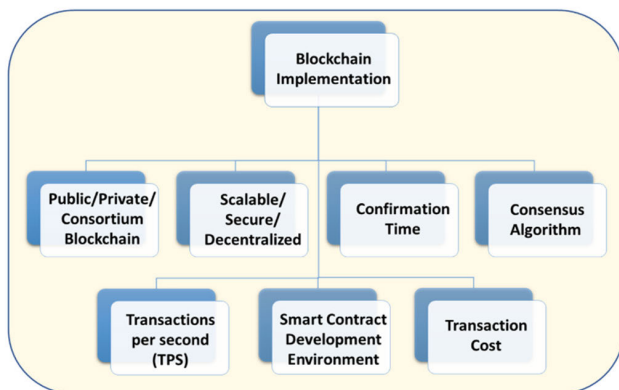 Blockchain
Implementation
Public/Private/
Consortium
Blockchain
Scalable/
Secure/
Decentralized
Confirmation
Time
Consensus
Algorithm
Transactions
per second
(TPS)
Smart Contract
Development
Environment
Transaction
Cost